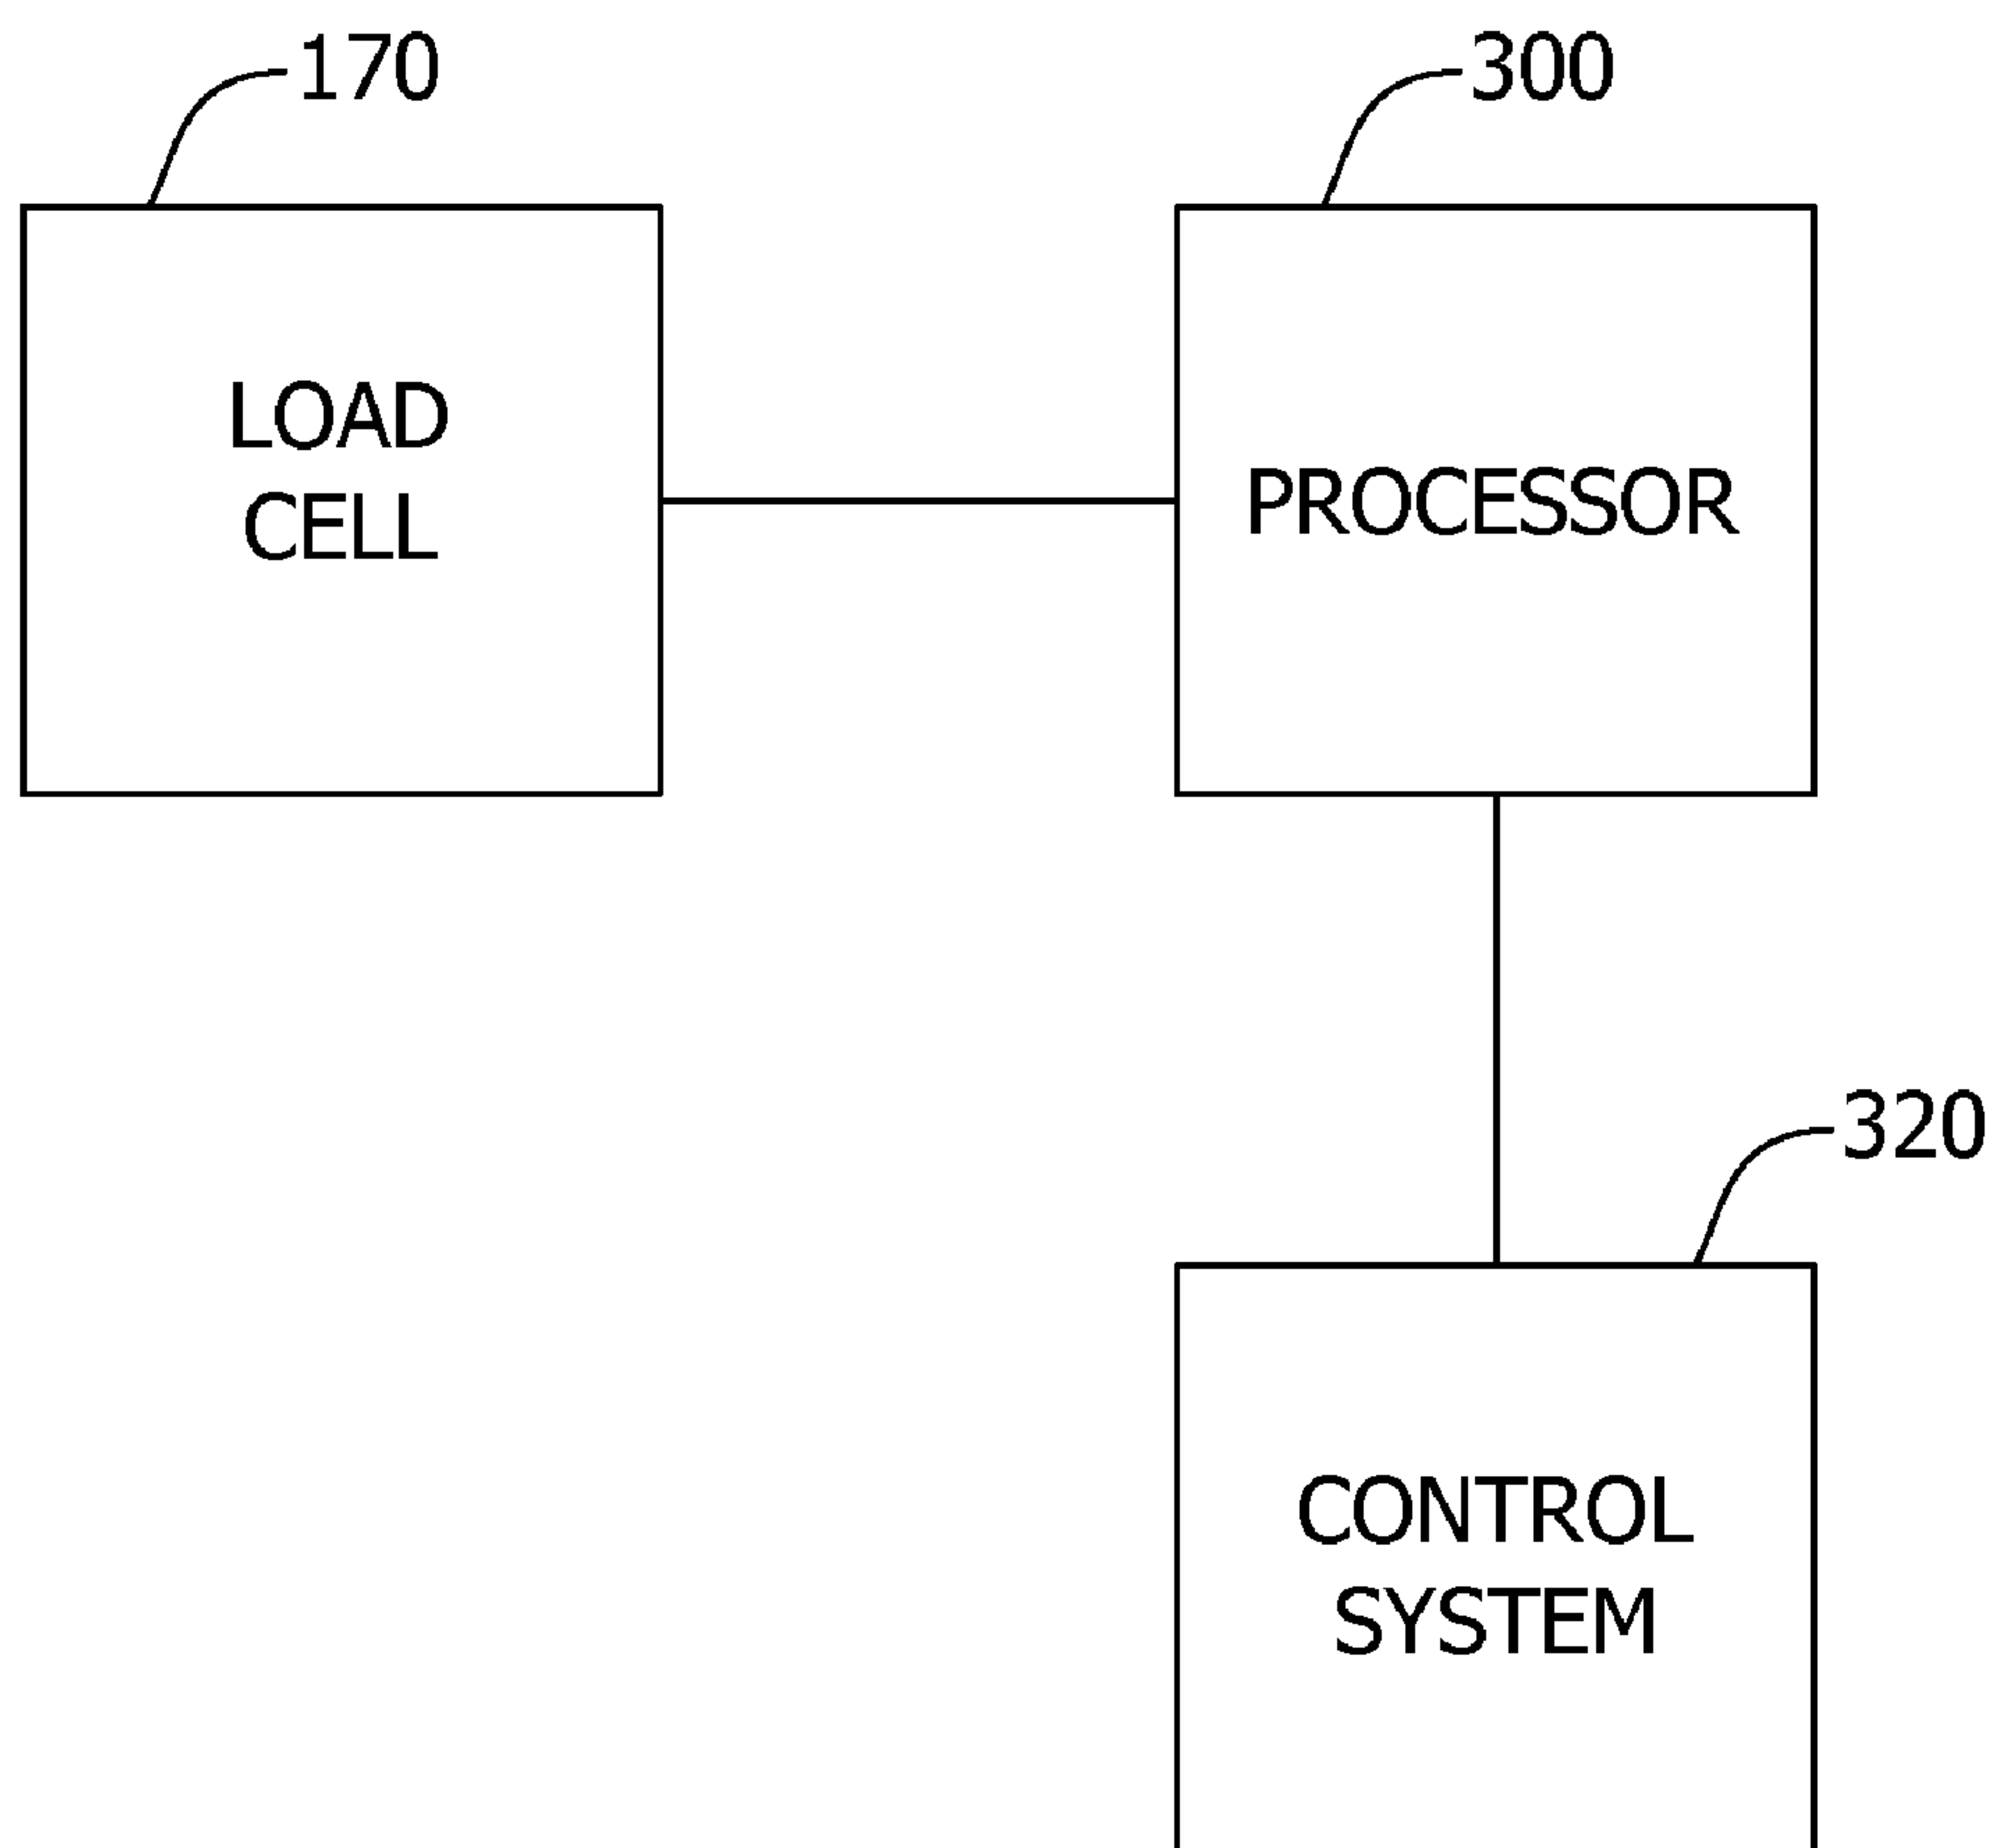 170
300
LOAD
CELL
PROCESSOR
320
CONTROL
SYSTEM